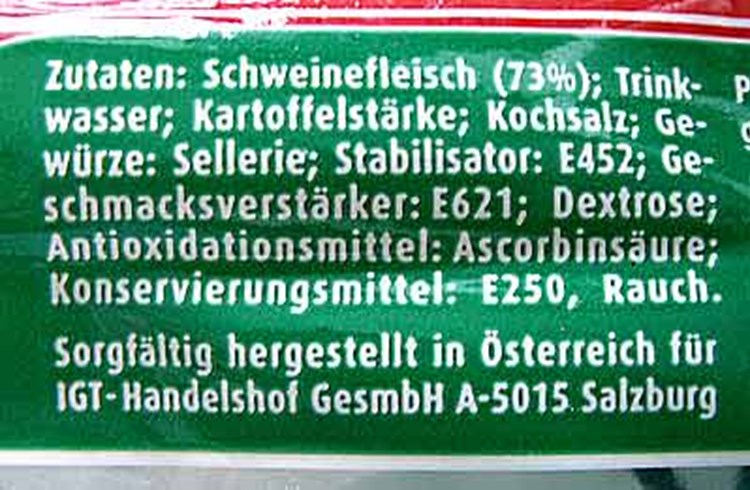 Zutaten: Schweinefleisch (73%); Trink-
wasser; Kartoffelstärke; Kochsalz; Ge-
würze: Sellerie; Stabilisator: E452; Ge-
schmacksverstärker: E621; Dextrose;
Antioxidationsmittel: Ascorbinsäure;
Konservierungsmittel: E250, Rauch.
Sorgfältig hergestellt in Österreich für
IGT-Handelshof GesmbH A-5015 Salzburg